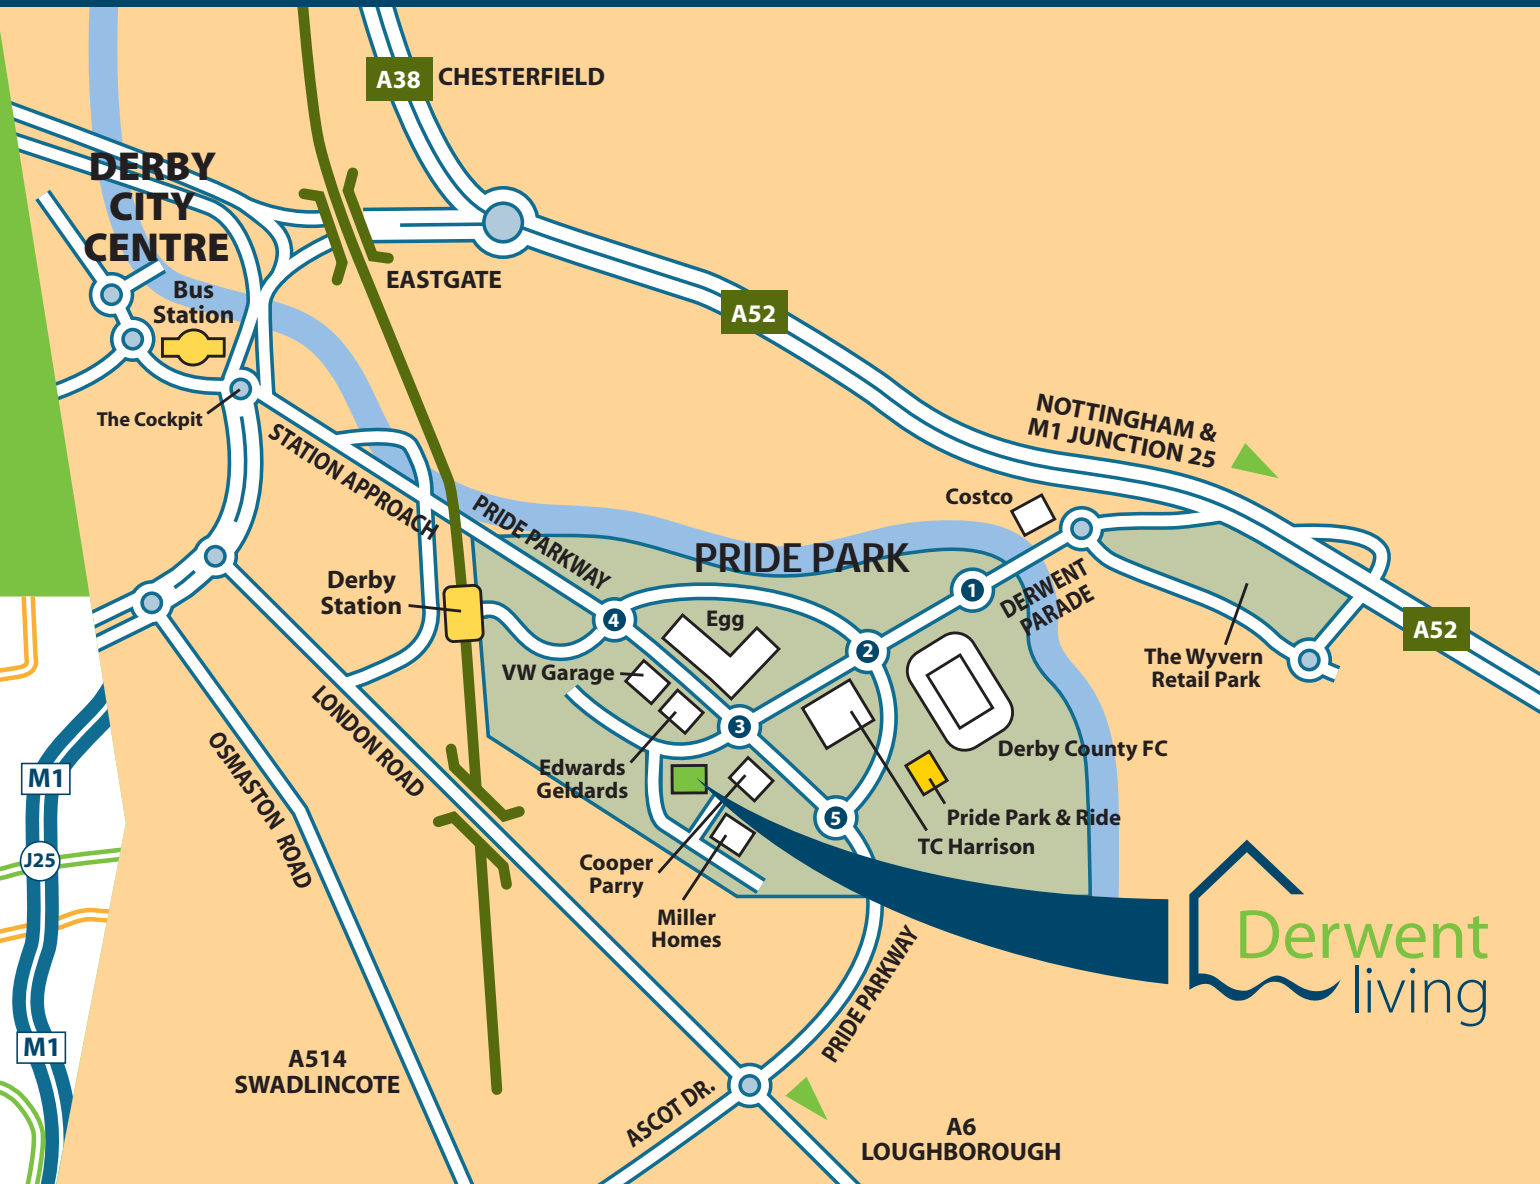 A38 CHESTERFIELD
DERBY
CITY
CENTRE
Bus
Station
EASTGATE
A52
The Cockpit
STATION APPROACH
NOTTINGHAM &
M1 JUNCTION 25
Costco
PRIDE PARKWAY
PRIDE PARK
Derby
Station
1
DERWENT
PARADE
4
Egg
2
A52
VW Garage
The Wyvern
Retail Park
LONDON ROAD
3
OSMASTON ROAD
Derby County FC
Edwards
Geldards
M1
5
Pride Park & Ride
TC Harrison
J25
Cooper
Parry
Miller
Homes
Derwent
living
PRIDE PARKWAY
M1
A514
SWADLINCOTE
ASCOT DR.
A6
LOUGHBOROUGH